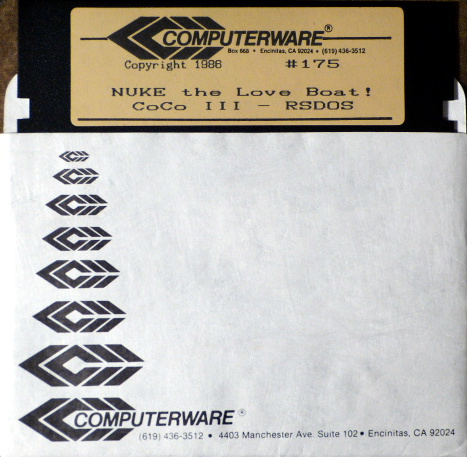 COMPUTERWARE®
Box 668 • Encinitas, CA 92024 • (619) 436-3512
Copyright 1986 #175
NUKE the Love Boat!
CoCo III - RSDOS
COMPUTERWARE®
(619) 436-3512 • 4403 Manchester Ave. Suite 102 • Encinitas, CA 92024